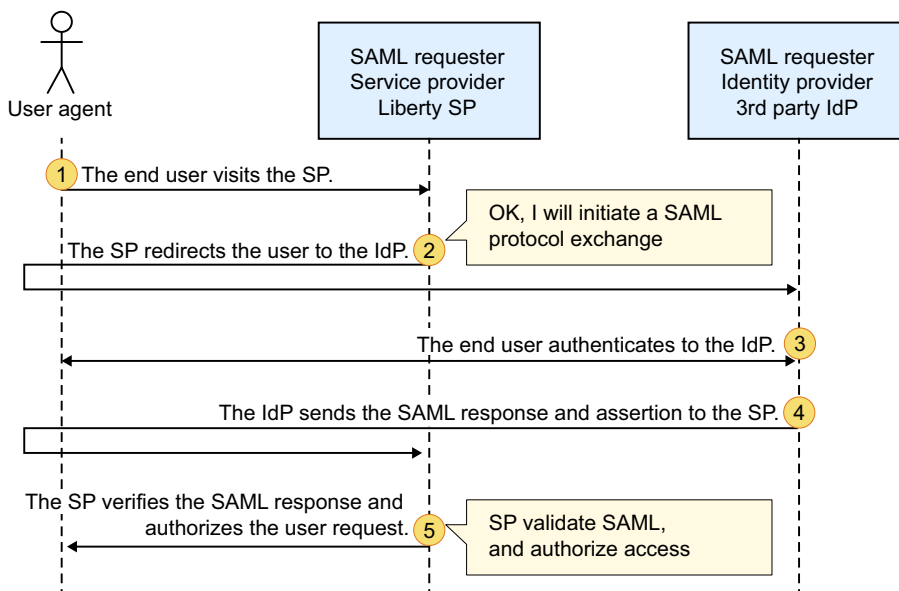 SAML requester
Service provider
Liberty SP
SAML requester
Identity provider
3rd party IdP
User agent
1
The end user visits the SP.
OK, I will initiate a SAML
protocol exchange
The SP redirects the user to the IdP.
2
The end user authenticates to the IdP.
3
The IdP sends the SAML response and assertion to the SP.
4
The SP verifies the SAML response and
authorizes the user request.
5
SP validate SAML,
and authorize access